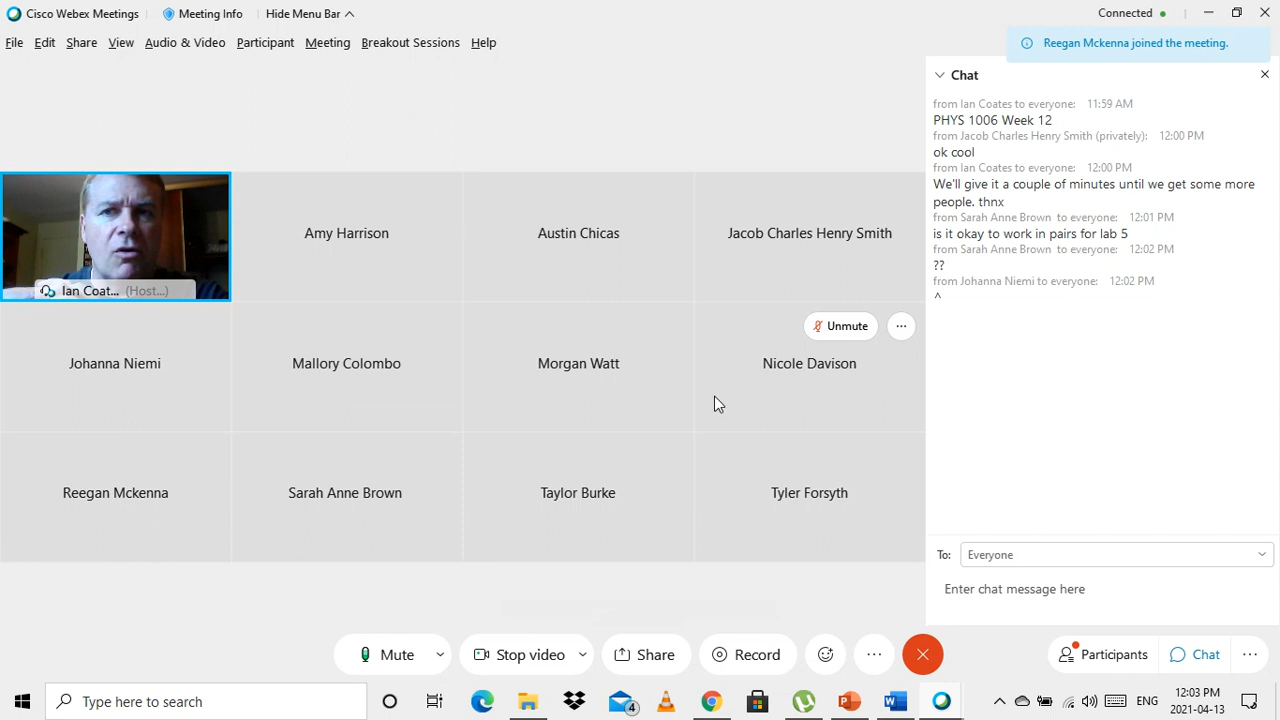 Cisco Webex Meetings Meeting Info Hide Menu Bar Connected
File Edit Share View Audio & Video Participant Meeting Breakout Sessions Help
Reegan Mckenna joined the meeting.
Chat
from Ian Coates to everyone: 11:59 AM
PHYS 1006 Week 12
from Jacob Charles Henry Smith (privately): 12:00 PM
ok cool
from Ian Coates to everyone: 12:00 PM
We'll give it a couple of minutes until we get some more
people. thnx
from Sarah Anne Brown to everyone: 12:01 PM
is it okay to work in pairs for lab 5
from Sarah Anne Brown to everyone: 12:02 PM
??
from Johanna Niemi to everyone: 12:02 PM
^
Ian Coat... (Host...)
Amy Harrison
Austin Chicas
Jacob Charles Henry Smith
Unmute ...
Johanna Niemi
Mallory Colombo
Morgan Watt
Nicole Davison
Reegan Mckenna
Sarah Anne Brown
Taylor Burke
Tyler Forsyth
To: Everyone
Enter chat message here
Mute Stop video Share Record ... Participants Chat ...
Type here to search
4
ENG
12:03 PM
2021-04-13